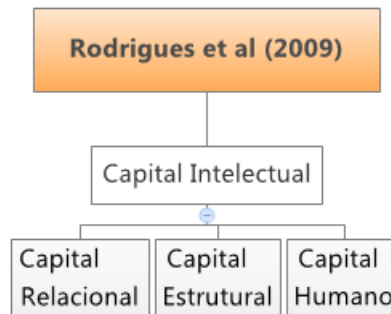 Rodrigues et al (2009)
Capital Intelectual
Capital
Relacional
Capital
Estrutural
Capital
Humano